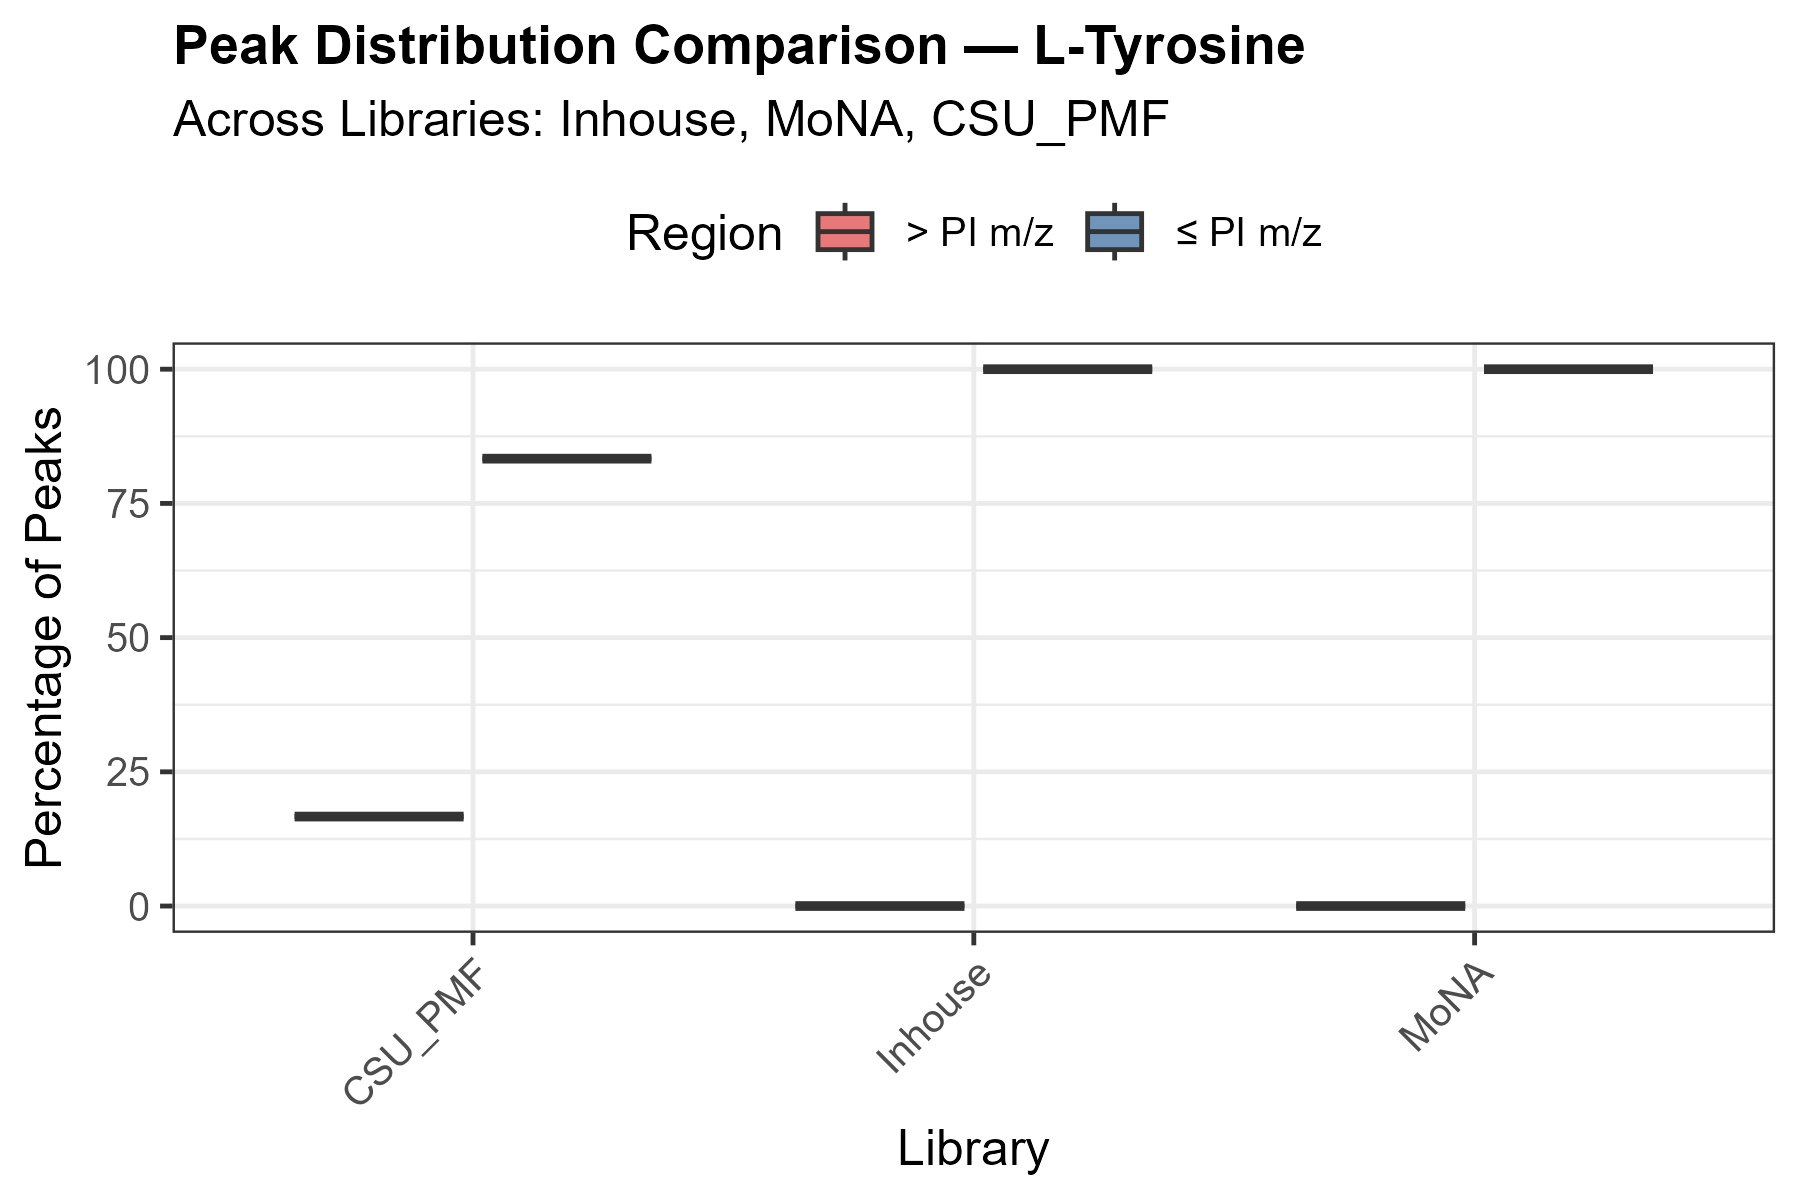 Peak Distribution Comparison — L-Tyrosine
Across Libraries: Inhouse, MoNA, CSU_PMF
Region > PI m/z ≤ PI m/z
Percentage of Peaks
100
75
50
25
0
CSU_PMF Inhouse MoNA
Library